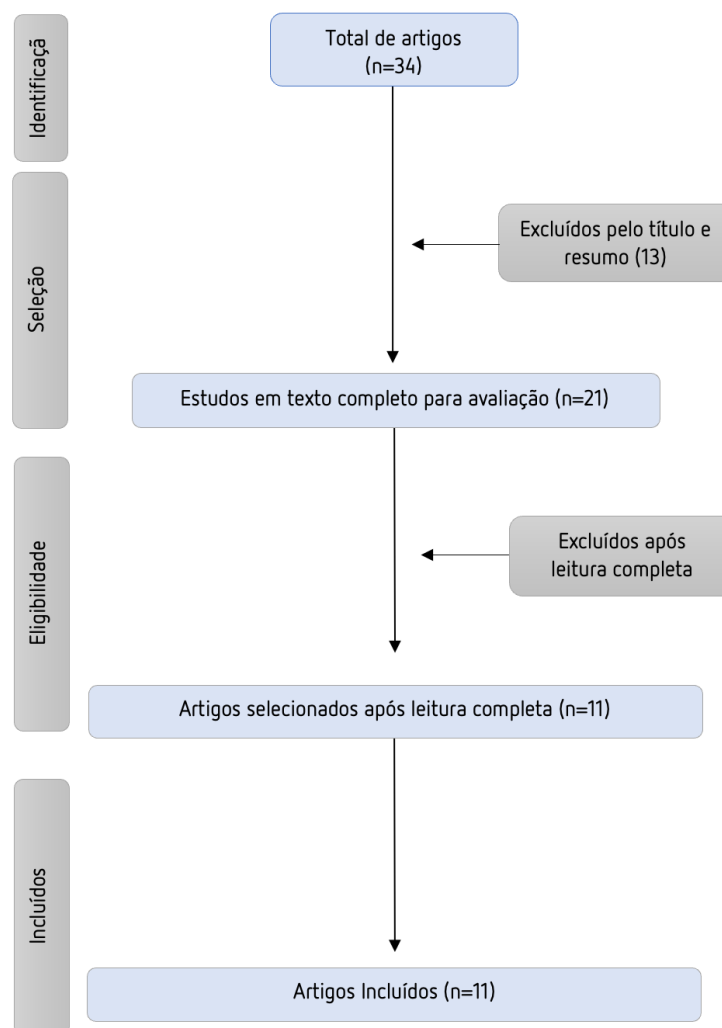 Identificaçã
Total de artigos
(n=34)
Seleção
Excluídos pelo título e
resumo (13)
Estudos em texto completo para avaliação (n=21)
Eligibilidade
Excluídos após
leitura completa
Artigos selecionados após leitura completa (n=11)
Incluídos
Artigos Incluídos (n=11)